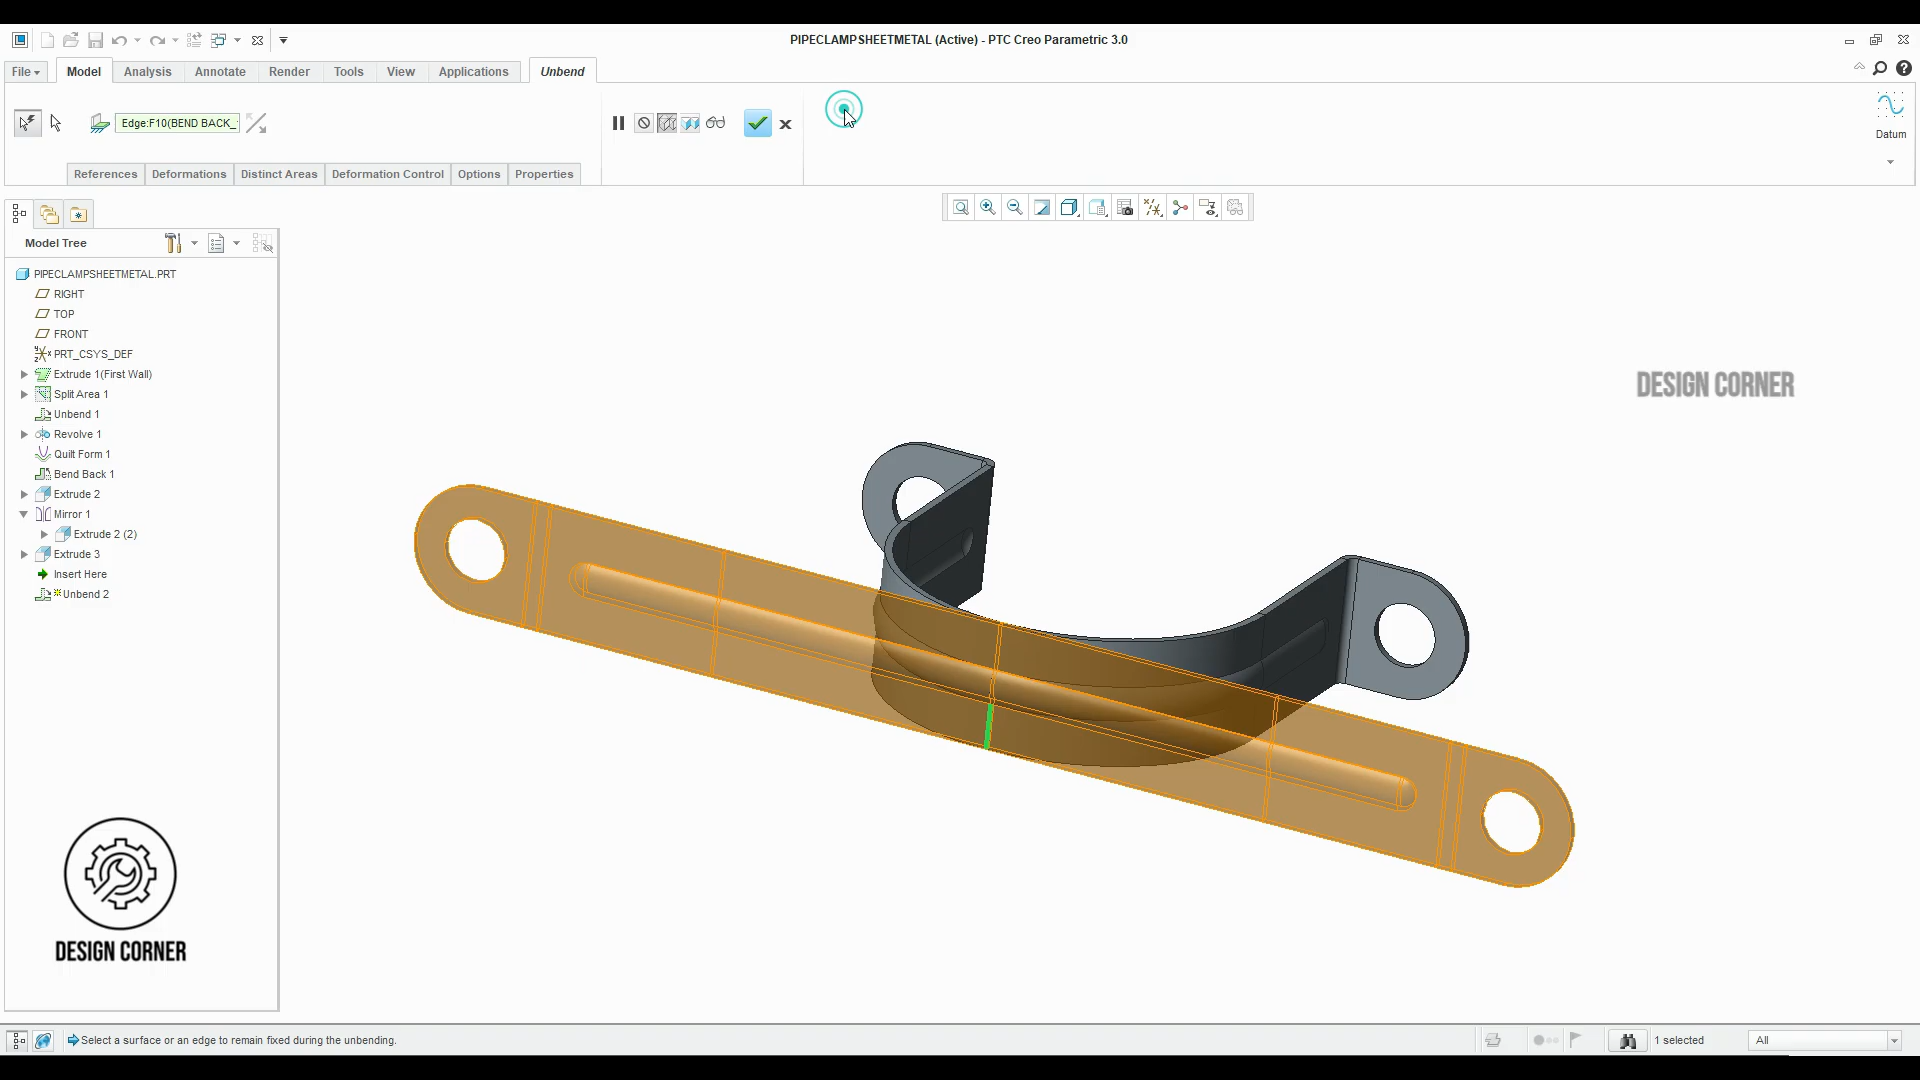 PIPECLAMPSHEETMETAL (Active) - PTC Creo Parametric 3.0
File Model Analysis Annotate Render Tools View Applications Unbend
Edge:F10(BEND BACK_
Datum
References Deformations Distinct Areas Deformation Control Options Properties
Model Tree
PIPECLAMPSHEETMETAL.PRT
RIGHT
TOP
FRONT
PRT_CSYS_DEF
Extrude 1(First Wall)
Split Area 1
Unbend 1
Revolve 1
Quilt Form 1
Bend Back 1
Extrude 2
Mirror 1
Extrude 2 (2)
Extrude 3
Insert Here
Unbend 2
DESIGN CORNER
DESIGN CORNER
Select a surface or an edge to remain fixed during the unbending.
1 selected
All